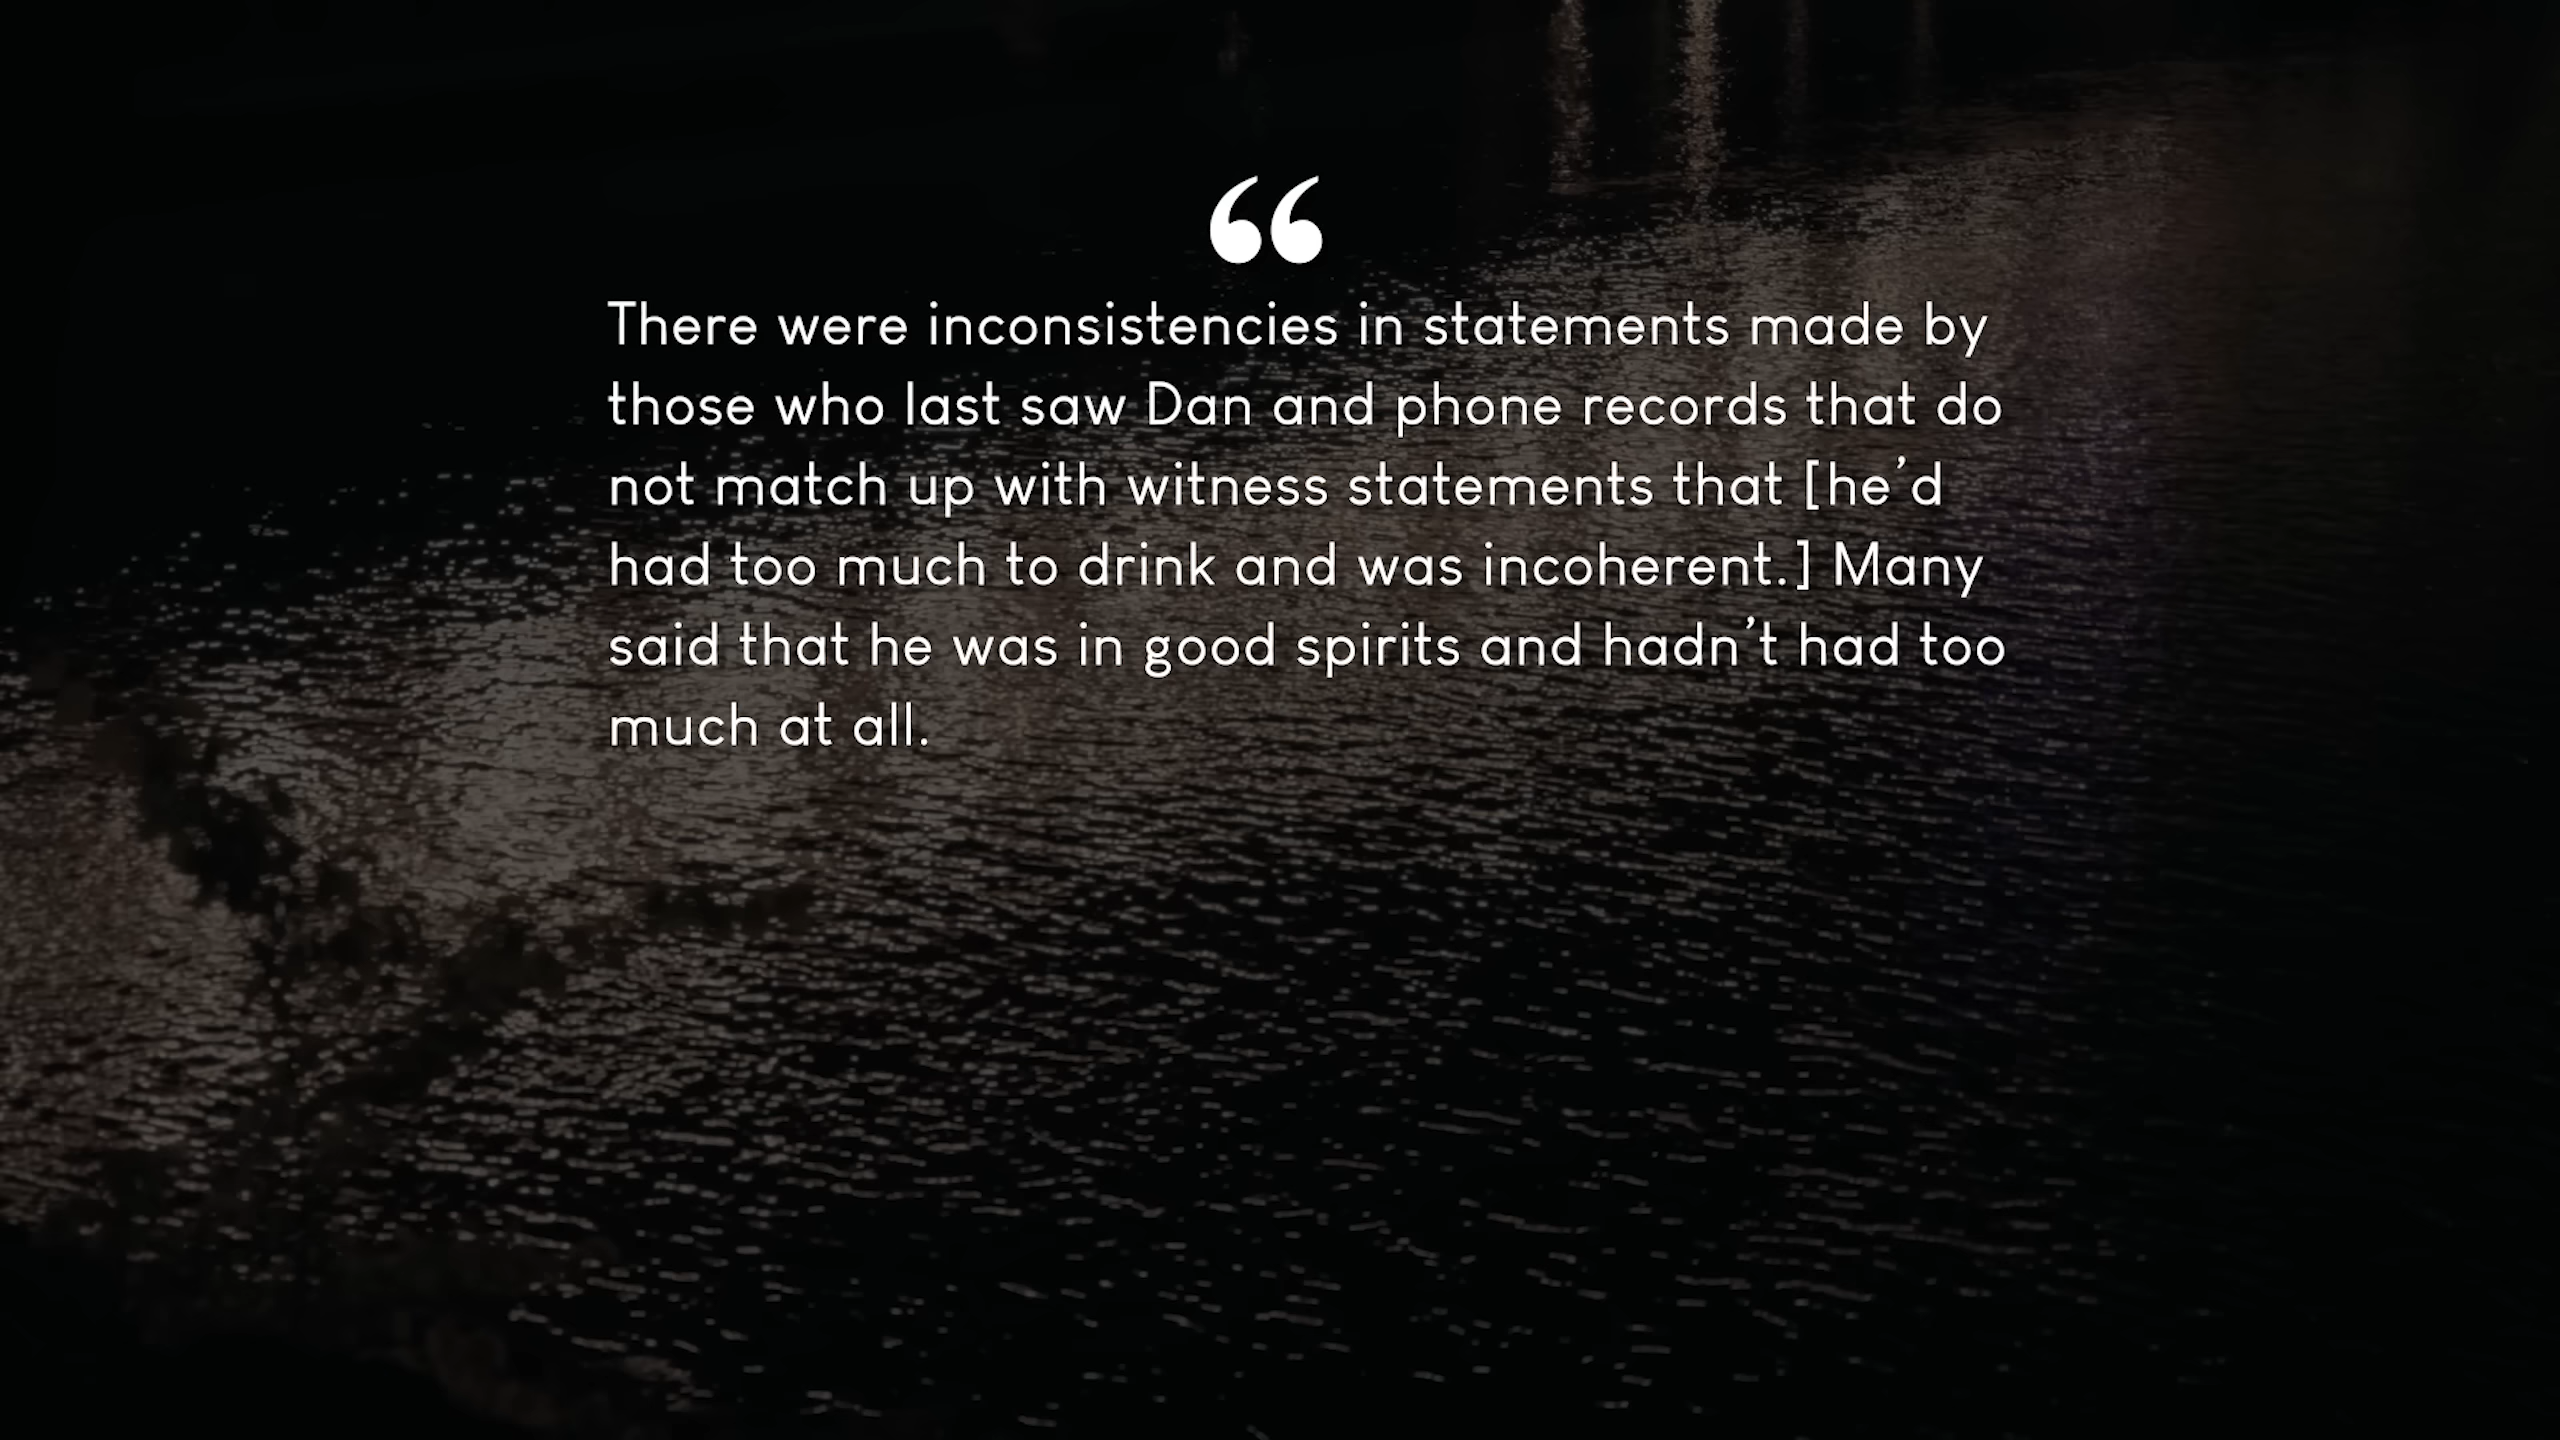 “
There were inconsistencies in statements made by
those who last saw Dan and phone records that do
not match up with witness statements that [he’d
had too much to drink and was incoherent.] Many
said that he was in good spirits and hadn’t had too
much at all.